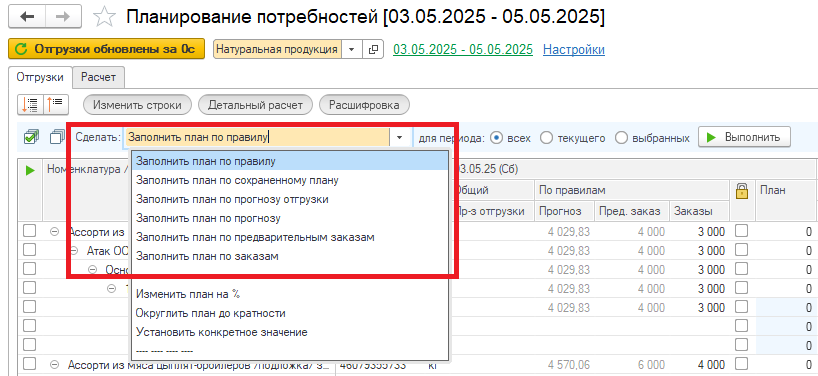 Планирование потребностей [03.05.2025 - 05.05.2025]
Отгрузки обновлены за 0с Натуральная продукция 03.05.2025 - 05.05.2025 Настройки
Отгрузки Расчет
Изменить строки Детальный расчет Расшифровка
Сделать: Заполнить план по правилу для периода: всех текущего выбранных Выполнить
Заполнить план по правилу
Заполнить план по сохраненному плану
Заполнить план по прогнозу отгрузки
Заполнить план по прогнозу
Заполнить план по предварительным заказам
Заполнить план по заказам
Изменить план на %
Округлить план до кратности
Установить конкретное значение
---- ---- ---- ----
Номенклатура / 03.05.25 (Сб)
Общий По правилам План
Пр-з отгрузки Прогноз Пред. заказ Заказы
Ассорти из 4 029,83 4 000 3 000 0
Атак ОО 4 029,83 4 000 3 000 0
Осно 4 029,83 4 000 3 000 0
4 029,83 4 000 3 000 0
4 029,83 4 000 3 000 0
0
0
Ассорти из мяса цыплят-бройлеров /подложка/ з... 46079355733 кг 4 570,06 6 000 4 000 0